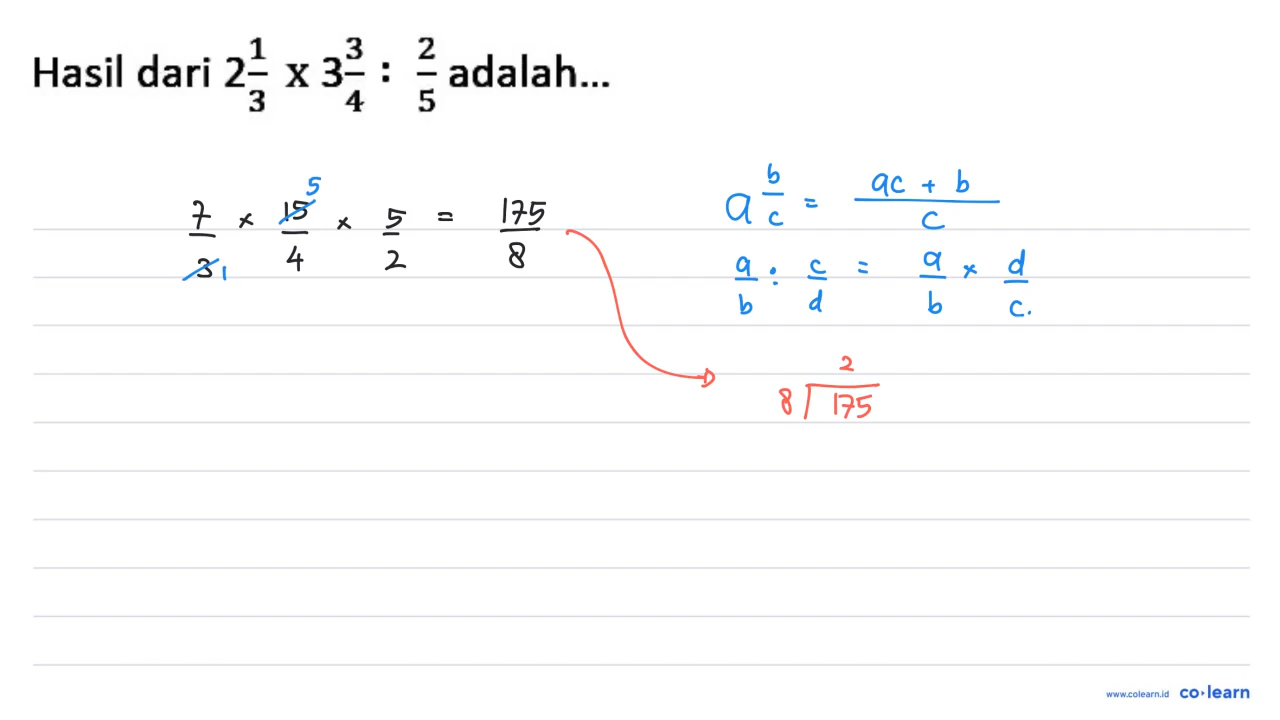 Hasil dari 2 1/3 x 3 3/4 : 2/5 adalah...
7/3 1 × 15/4 5 × 5/2 = 175/8
a b/c = ac + b/c
a/b : c/d = a/b × d/c.
2
8 175
www.colearn.id co·learn